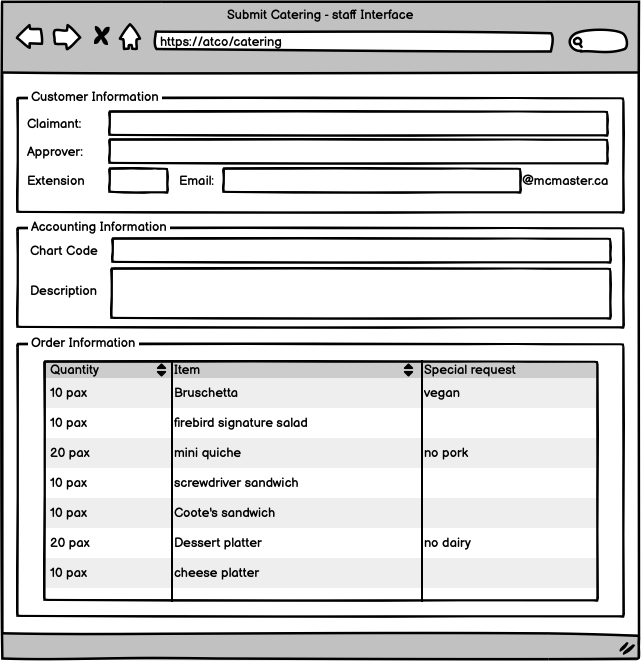 Submit Catering - staff Interface
https://atco/catering
Customer Information
Claimant:
Approver:
Extension Email: @mcmaster.ca
Accounting Information
Chart Code
Description
Order Information
Quantity Item Special request
10 pax Bruschetta vegan
10 pax firebird signature salad
20 pax mini quiche no pork
10 pax screwdriver sandwich
10 pax Coote's sandwich
20 pax Dessert platter no dairy
10 pax cheese platter